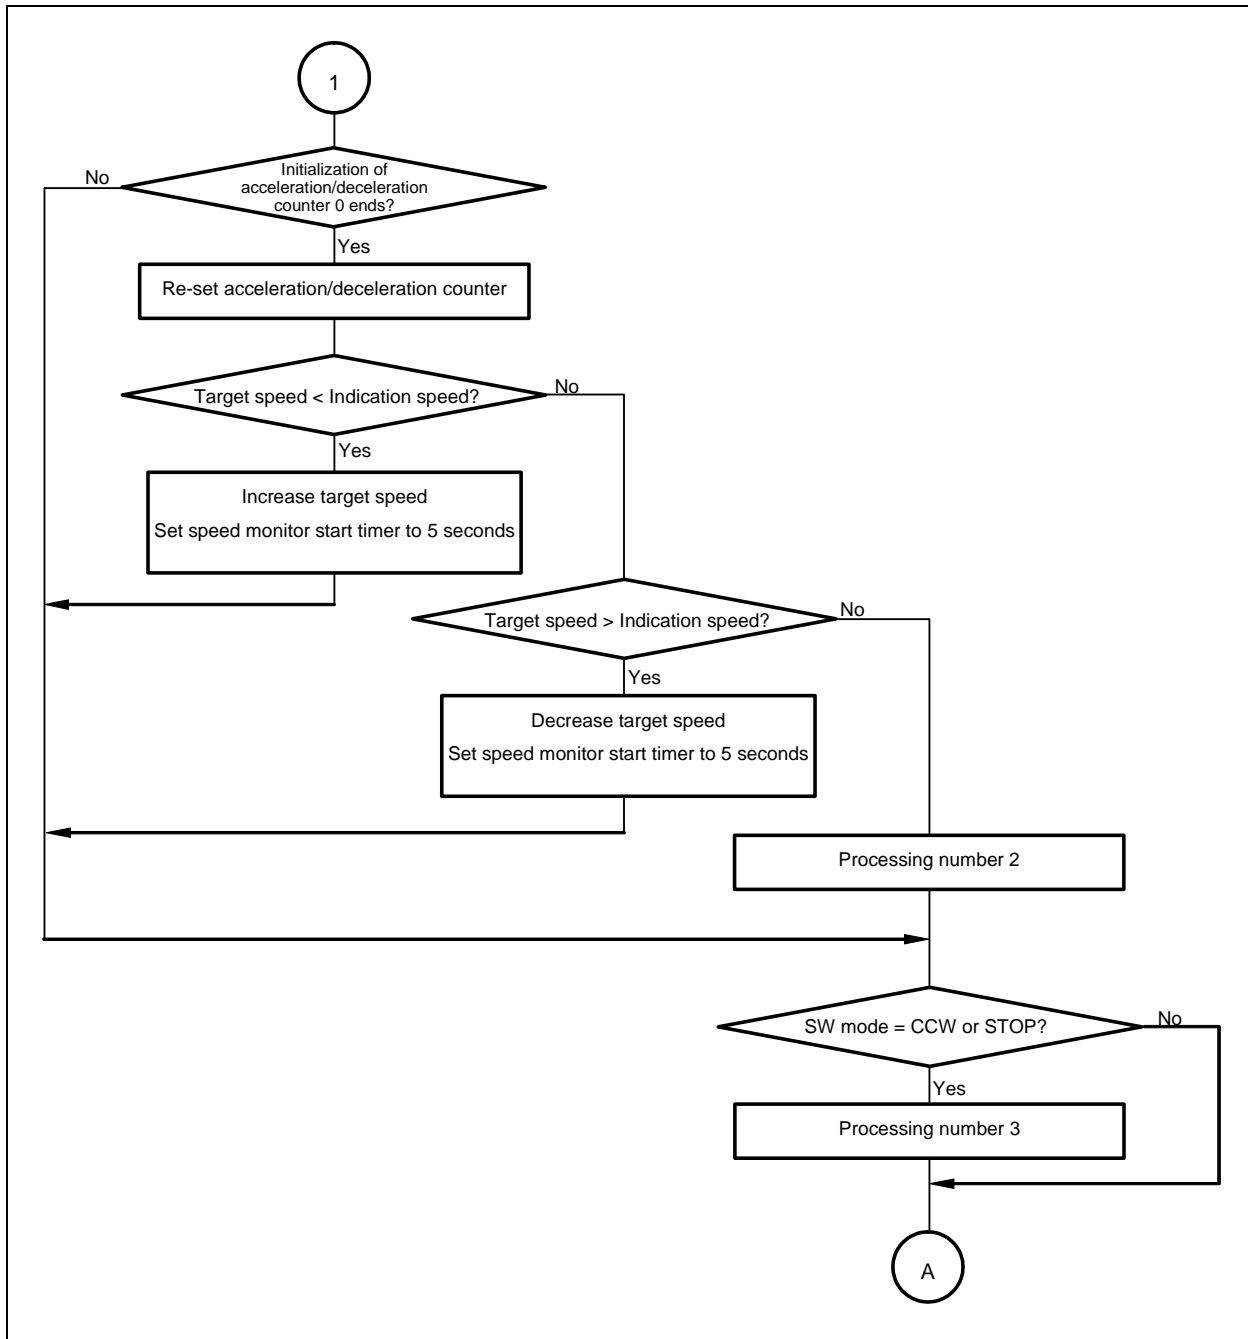 1
Initialization of
acceleration/deceleration
counter 0 ends?
No
Yes
Re-set acceleration/deceleration counter
Target speed < Indication speed?
No
Yes
Increase target speed
Set speed monitor start timer to 5 seconds
Target speed > Indication speed?
No
Yes
Decrease target speed
Set speed monitor start timer to 5 seconds
Processing number 2
SW mode = CCW or STOP?
No
Yes
Processing number 3
A